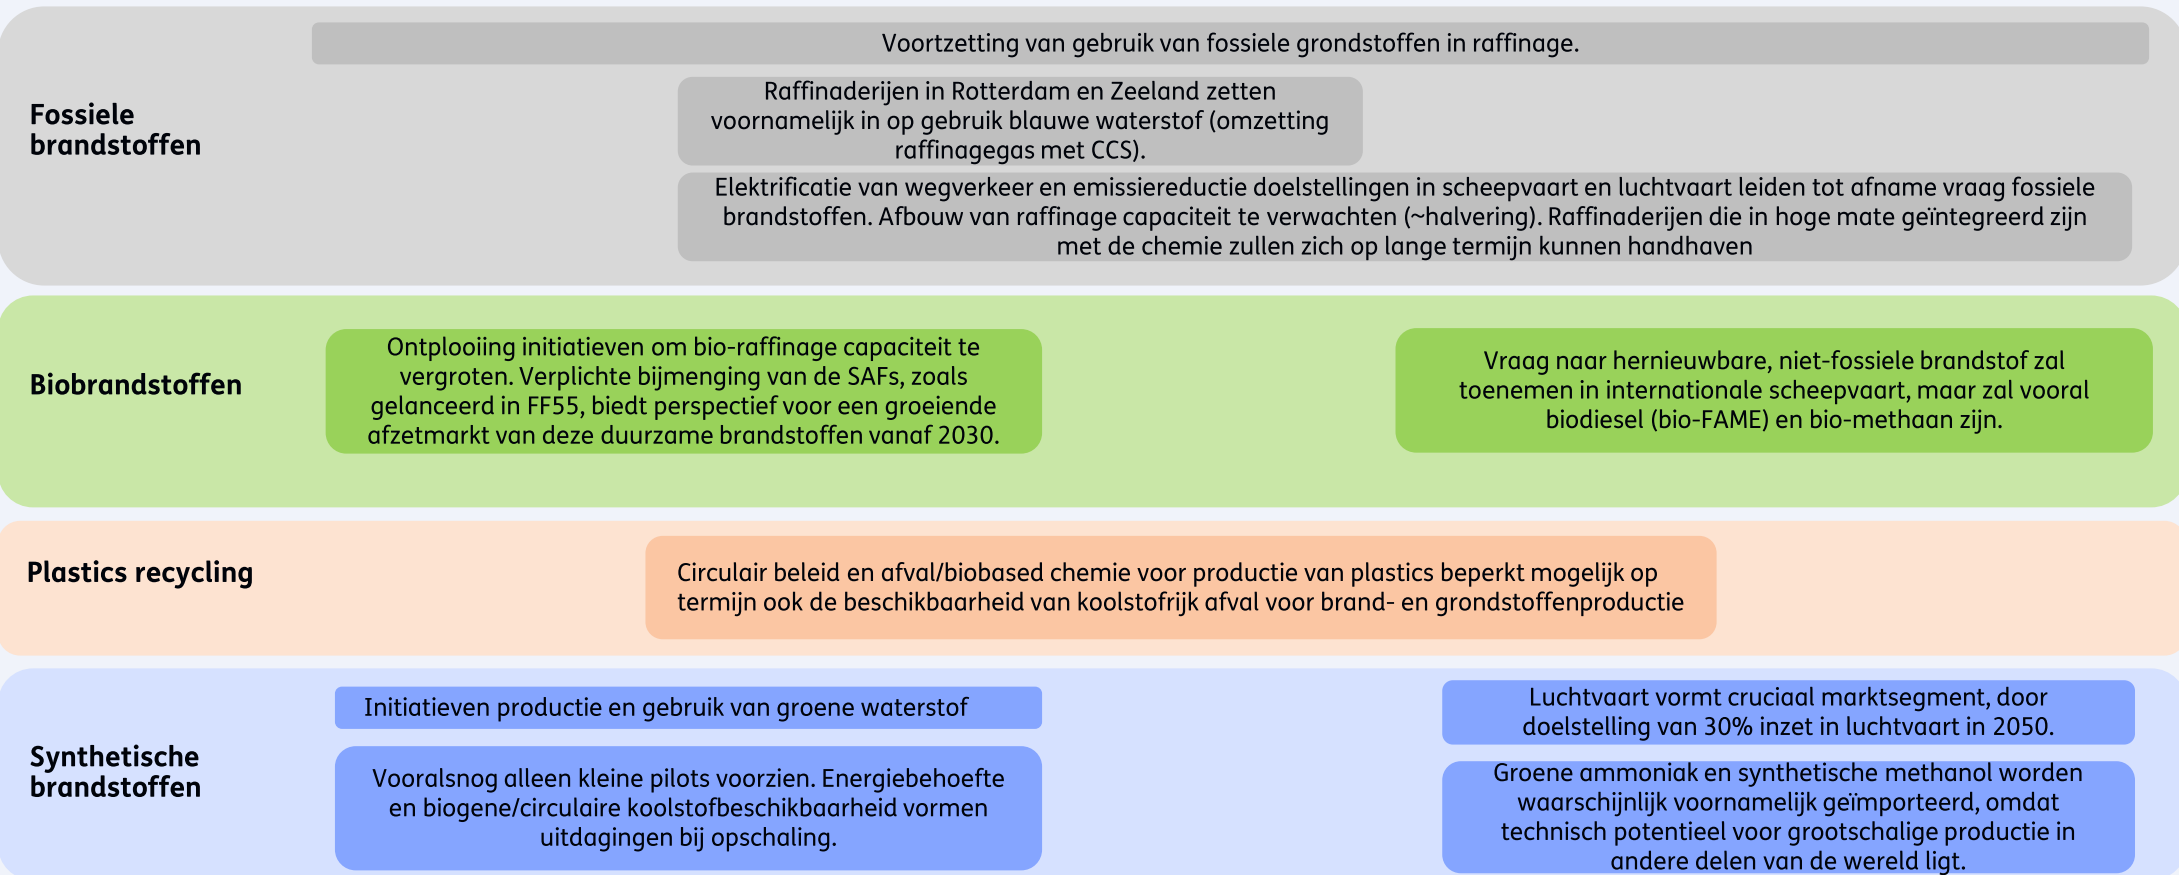 Voortzetting van gebruik van fossiele grondstoffen in raffinage.
Fossiele
brandstoffen
Raffinaderijen in Rotterdam en Zeeland zetten
voornamelijk in op gebruik blauwe waterstof (omzetting
raffinagegas met CCS).
Elektrificatie van wegverkeer en emissiereductie doelstellingen in scheepvaart en luchtvaart leiden tot afname vraag fossiele
brandstoffen. Afbouw van raffinage capaciteit te verwachten (~halvering). Raffinaderijen die in hoge mate geïntegreerd zijn
met de chemie zullen zich op lange termijn kunnen handhaven
Biobrandstoffen
Ontplooiing initiatieven om bio-raffinage capaciteit te
vergroten. Verplichte bijmenging van de SAFs, zoals
gelanceerd in FF55, biedt perspectief voor een groeiende
afzetmarkt van deze duurzame brandstoffen vanaf 2030.
Vraag naar hernieuwbare, niet-fossiele brandstof zal
toenemen in internationale scheepvaart, maar zal vooral
biodiesel (bio-FAME) en bio-methaan zijn.
Plastics recycling
Circulair beleid en afval/biobased chemie voor productie van plastics beperkt mogelijk op
termijn ook de beschikbaarheid van koolstofrijk afval voor brand- en grondstoffenproductie
Synthetische
brandstoffen
Initiatieven productie en gebruik van groene waterstof
Vooralsnog alleen kleine pilots voorzien. Energiebehoefte
en biogene/circulaire koolstofbeschikbaarheid vormen
uitdagingen bij opschaling.
Luchtvaart vormt cruciaal marktsegment, door
doelstelling van 30% inzet in luchtvaart in 2050.
Groene ammoniak en synthetische methanol worden
waarschijnlijk voornamelijk geïmporteerd, omdat
technisch potentieel voor grootschalige productie in
andere delen van de wereld ligt.